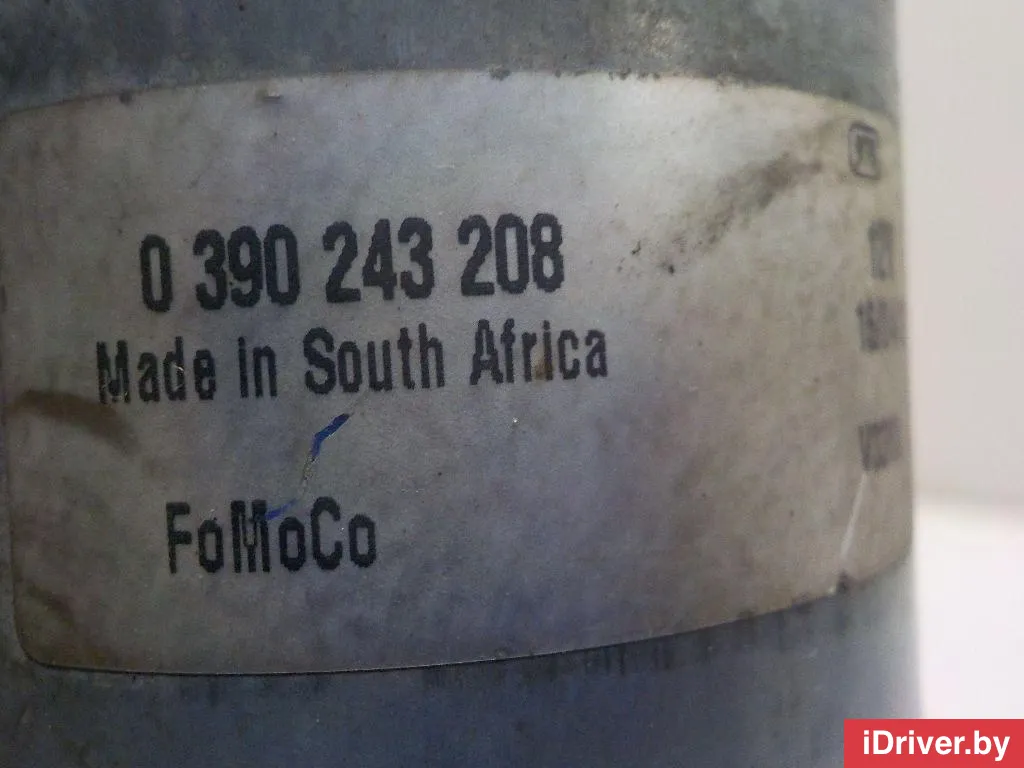 0 390 243 208
Made in South Africa
FoMoCo
iDriver.by